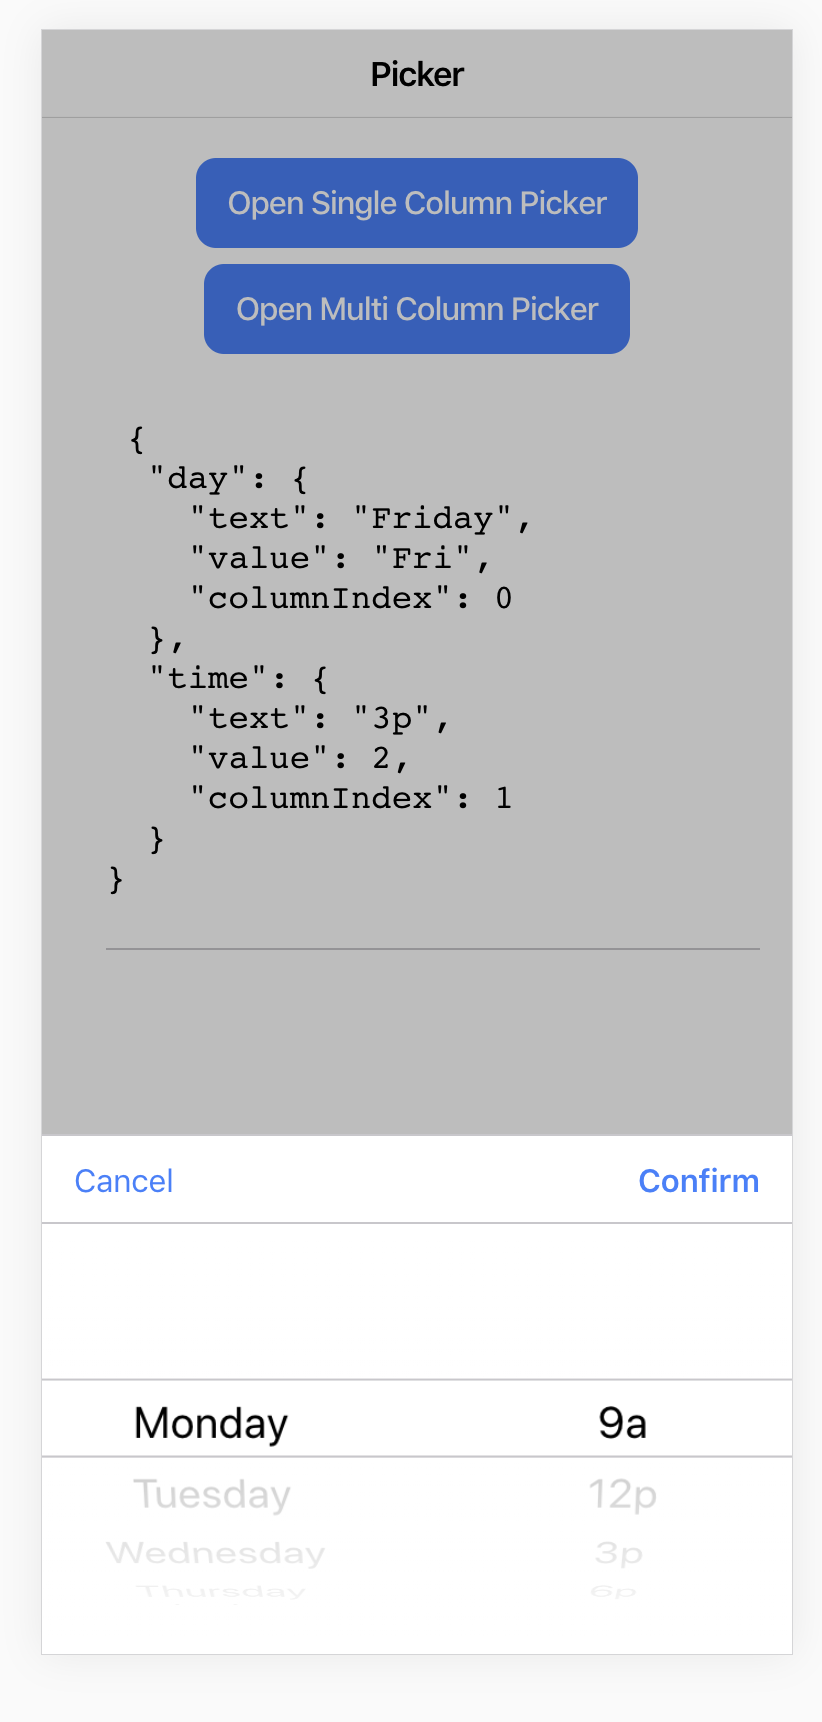 Picker
Open Single Column Picker
Open Multi Column Picker
{
"day": {
"text": "Friday",
"value": "Fri",
"columnIndex": 0
},
"time": {
"text": "3p",
"value": 2,
"columnIndex": 1
}
}
Cancel Confirm
Monday 9a
Tuesday 12p
Wednesday 3p
Thursday 6p